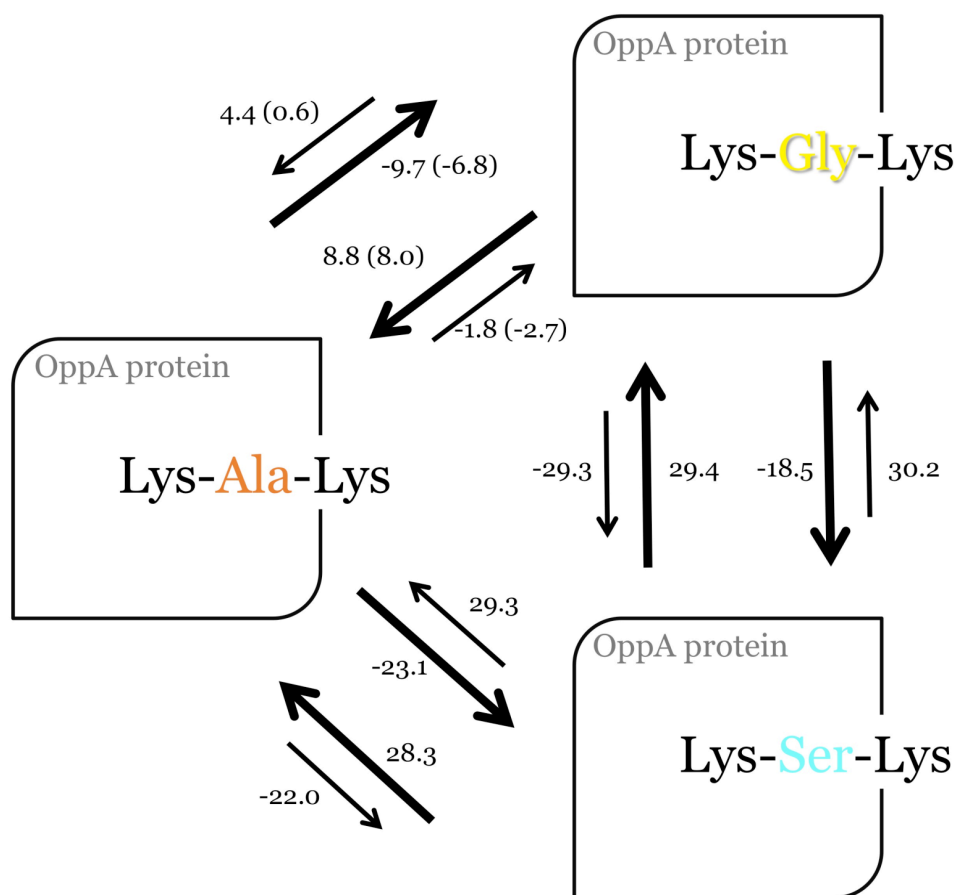 OppA protein
Lys-Gly-Lys
4.4 (0.6)
-9.7 (-6.8)
8.8 (8.0)
-1.8 (-2.7)
OppA protein
Lys-Ala-Lys
-29.3
29.4
-18.5
30.2
29.3
-23.1
28.3
-22.0
OppA protein
Lys-Ser-Lys